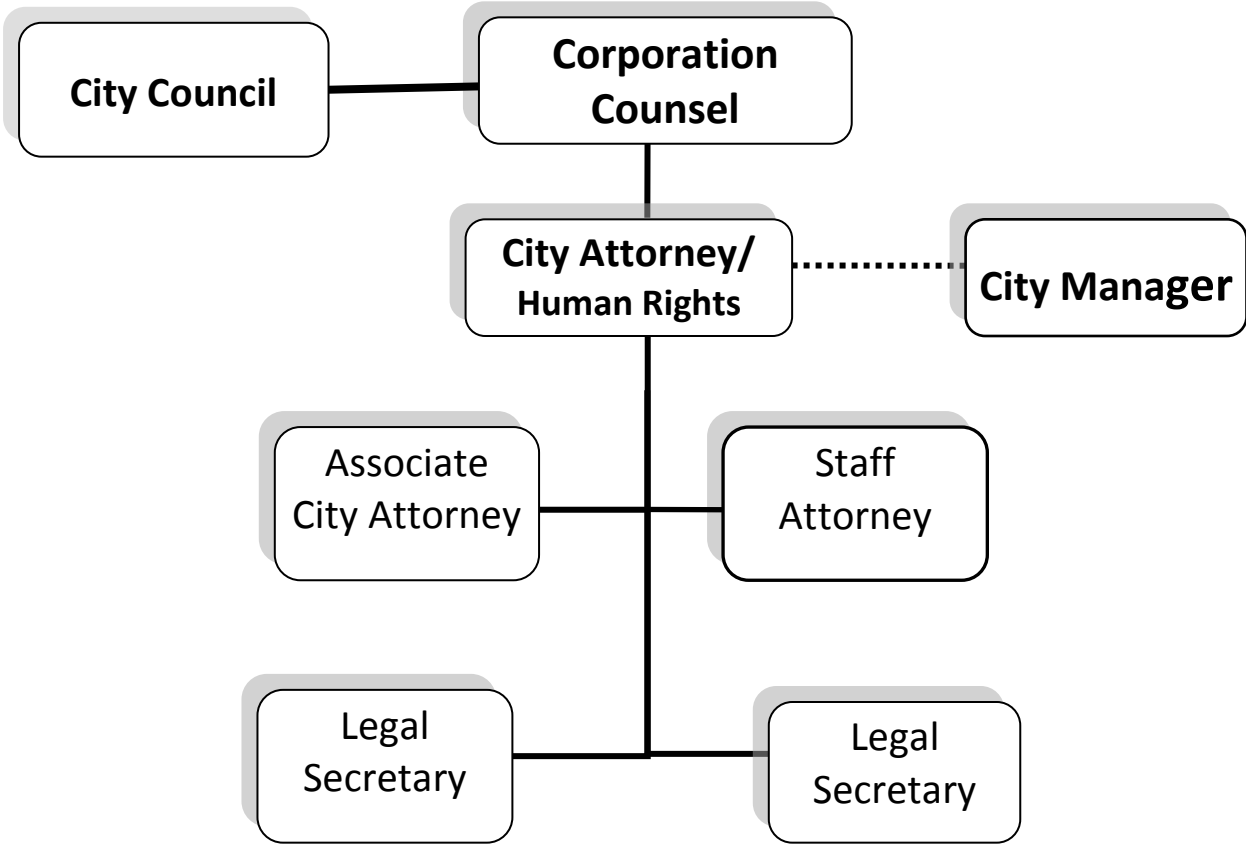 City Council
Corporation
Counsel
City Attorney/
Human Rights
City Manager
Associate
City Attorney
Staff
Attorney
Legal
Secretary
Legal
Secretary